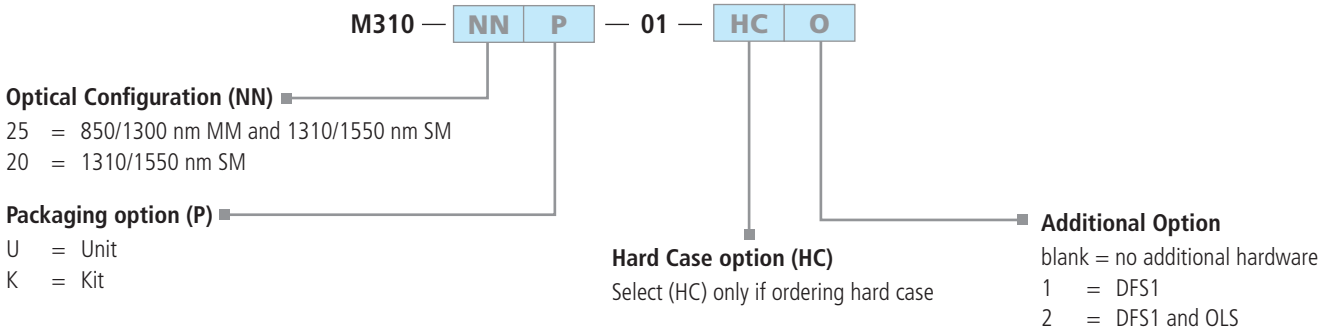 M310 — NN P — 01 — HC O
Optical Configuration (NN)
25 = 850/1300 nm MM and 1310/1550 nm SM
20 = 1310/1550 nm SM
Packaging option (P)
U = Unit
K = Kit
Hard Case option (HC)
Select (HC) only if ordering hard case
Additional Option
blank = no additional hardware
1 = DFS1
2 = DFS1 and OLS